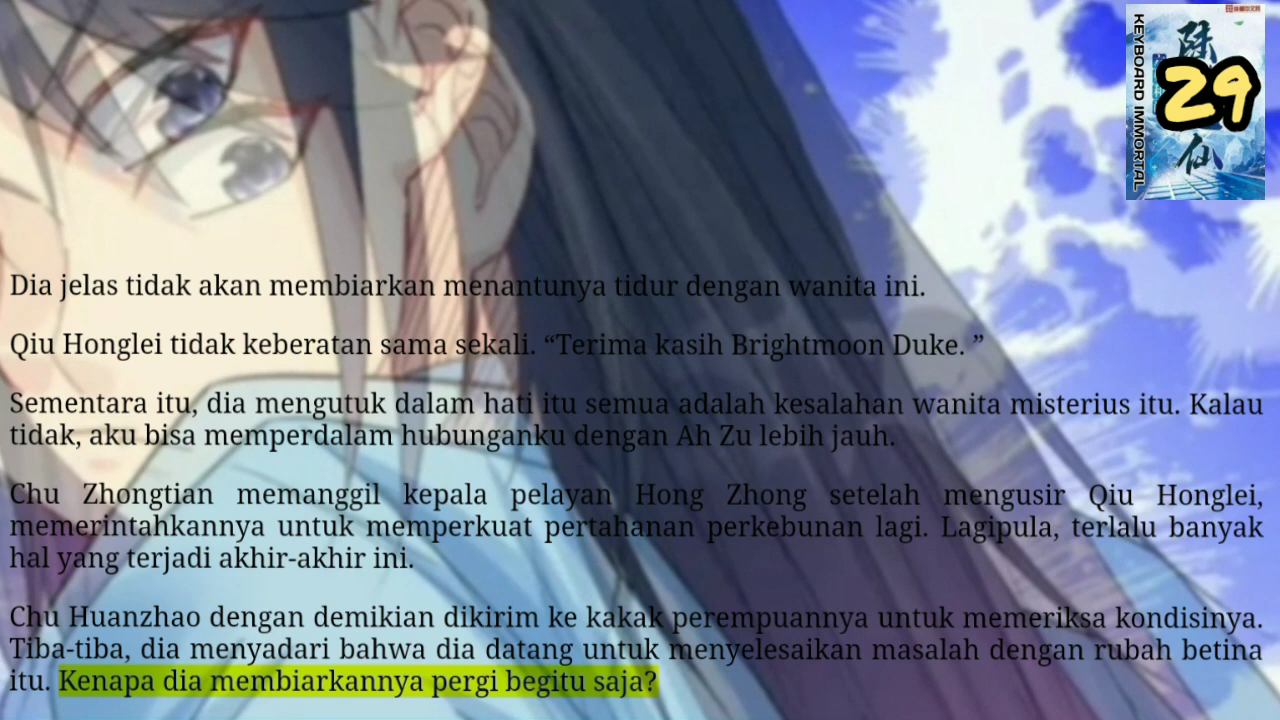 KEYBOARD IMMORTAL
陆
29
仙
Dia jelas tidak akan membiarkan menantunya tidur dengan wanita ini.
Qiu Honglei tidak keberatan sama sekali. “Terima kasih Brightmoon Duke. ”
Sementara itu, dia mengutuk dalam hati itu semua adalah kesalahan wanita misterius itu. Kalau
tidak, aku bisa memperdalam hubunganku dengan Ah Zu lebih jauh.
Chu Zhongtian memanggil kepala pelayan Hong Zhong setelah mengusir Qiu Honglei,
memerintahkannya untuk memperkuat pertahanan perkebunan lagi. Lagipula, terlalu banyak
hal yang terjadi akhir-akhir ini.
Chu Huanzhao dengan demikian dikirim ke kakak perempuannya untuk memeriksa kondisinya.
Tiba-tiba, dia menyadari bahwa dia datang untuk menyelesaikan masalah dengan rubah betina
itu. Kenapa dia membiarkannya pergi begitu saja?